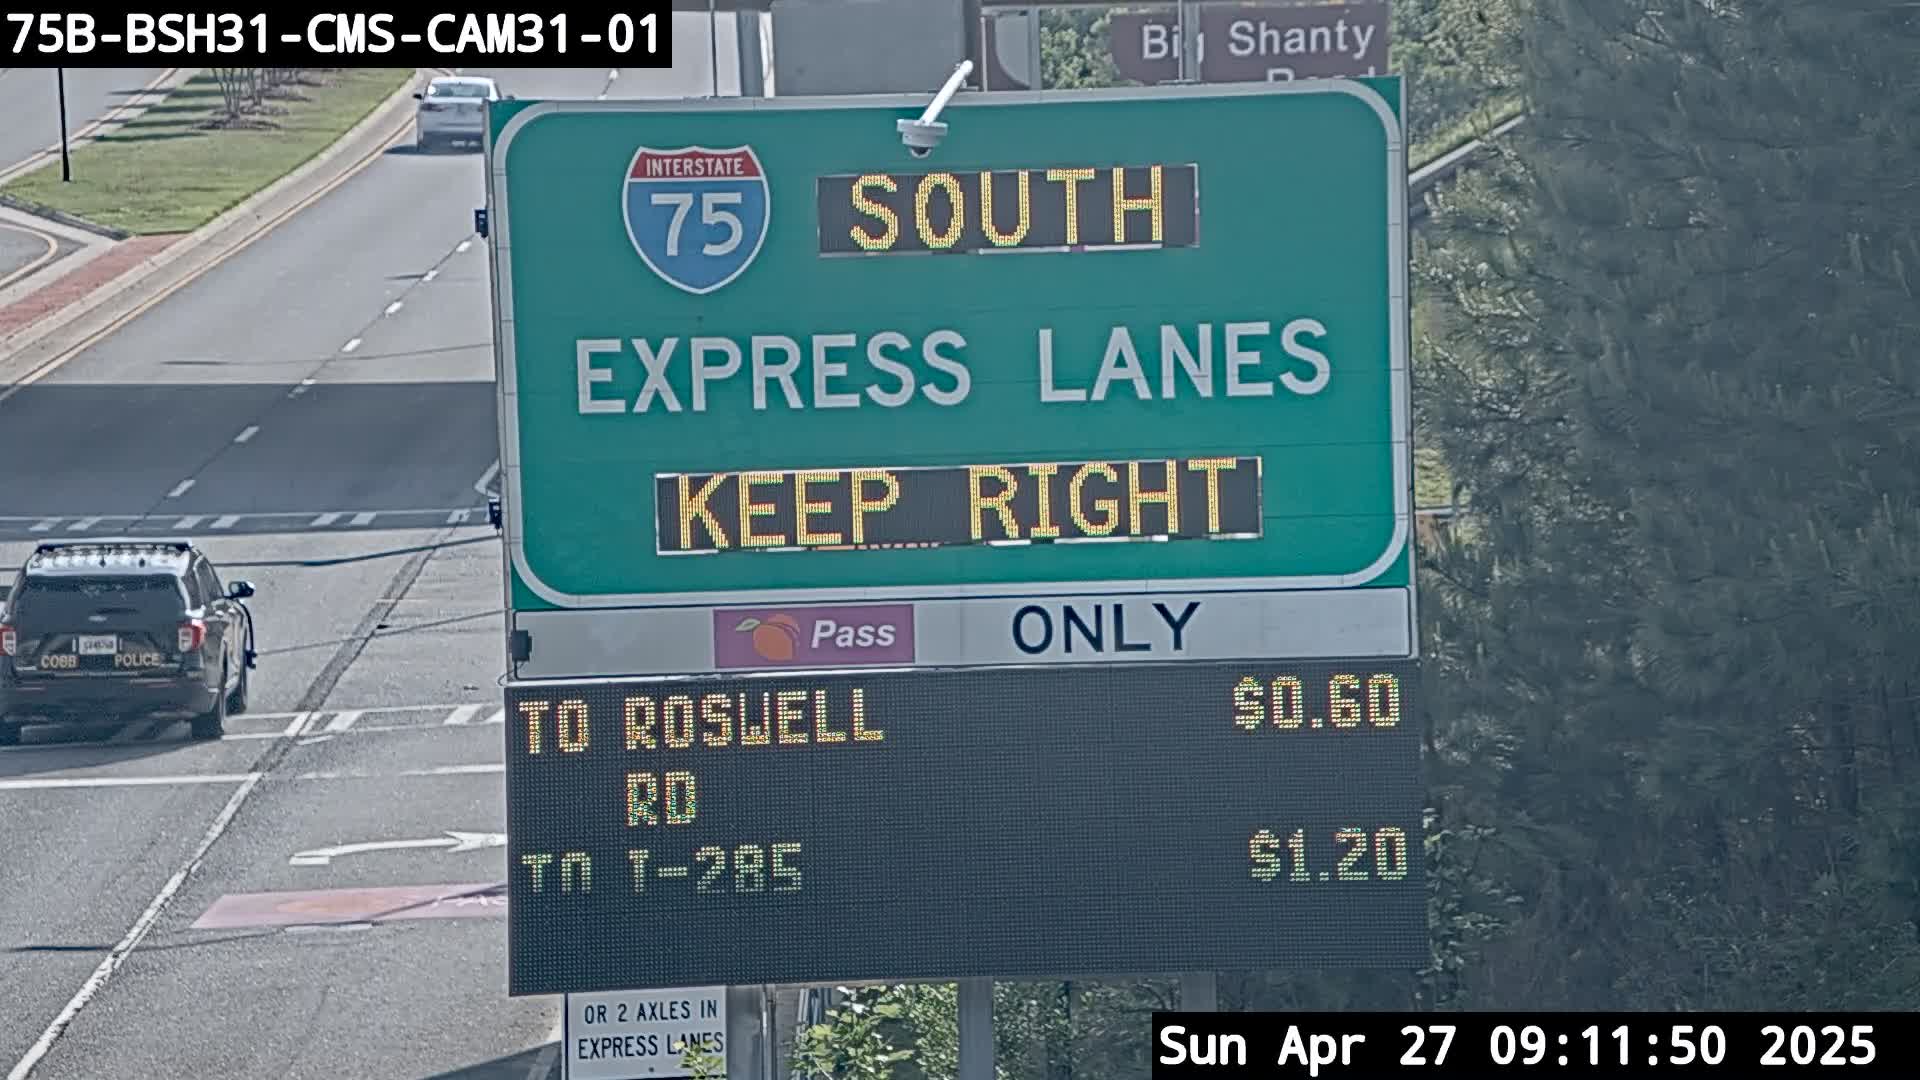 75B-BSH31-CMS-CAM31-01
Big Shanty
Road
INTERSTATE
75
SOUTH
EXPRESS LANES
KEEP RIGHT
Pass
ONLY
COBB POLICE
TO ROSWELL $0.60
RD
TO I-285 $1.20
OR 2 AXLES IN
EXPRESS LANES
Sun Apr 27 09:11:50 2025